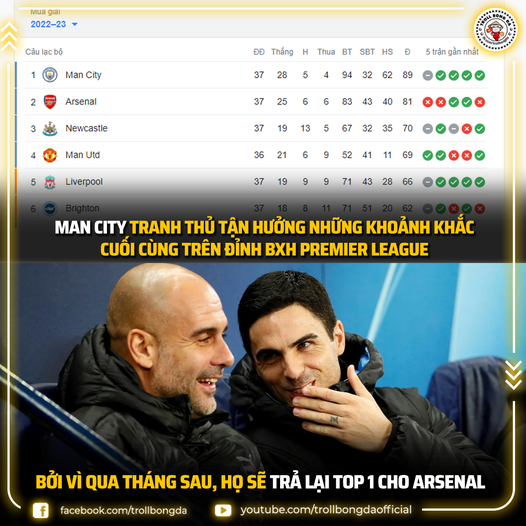 Mùa giải
2022–23
Câu lạc bộ ĐĐ Thắng H Thua BT SBT HS Đ 5 trận gần nhất
1 Man City 37 28 5 4 94 32 62 89
2 Arsenal 37 25 6 6 83 43 40 81
3 Newcastle 37 19 13 5 67 32 35 70
4 Man Utd 36 21 6 9 52 41 11 69
5 Liverpool 37 19 9 9 71 43 28 66
6 Brighton 37 18 8 11 71 51 20 62
TROLL BONG DA
MAN CITY TRANH THỦ TẬN HƯỞNG NHỮNG KHOẢNH KHẮC
CUỐI CÙNG TRÊN ĐỈNH BXH PREMIER LEAGUE
BỞI VÌ QUA THÁNG SAU, HỌ SẼ TRẢ LẠI TOP 1 CHO ARSENAL
facebook.com/trollbongda youtube.com/trollbongdaofficial